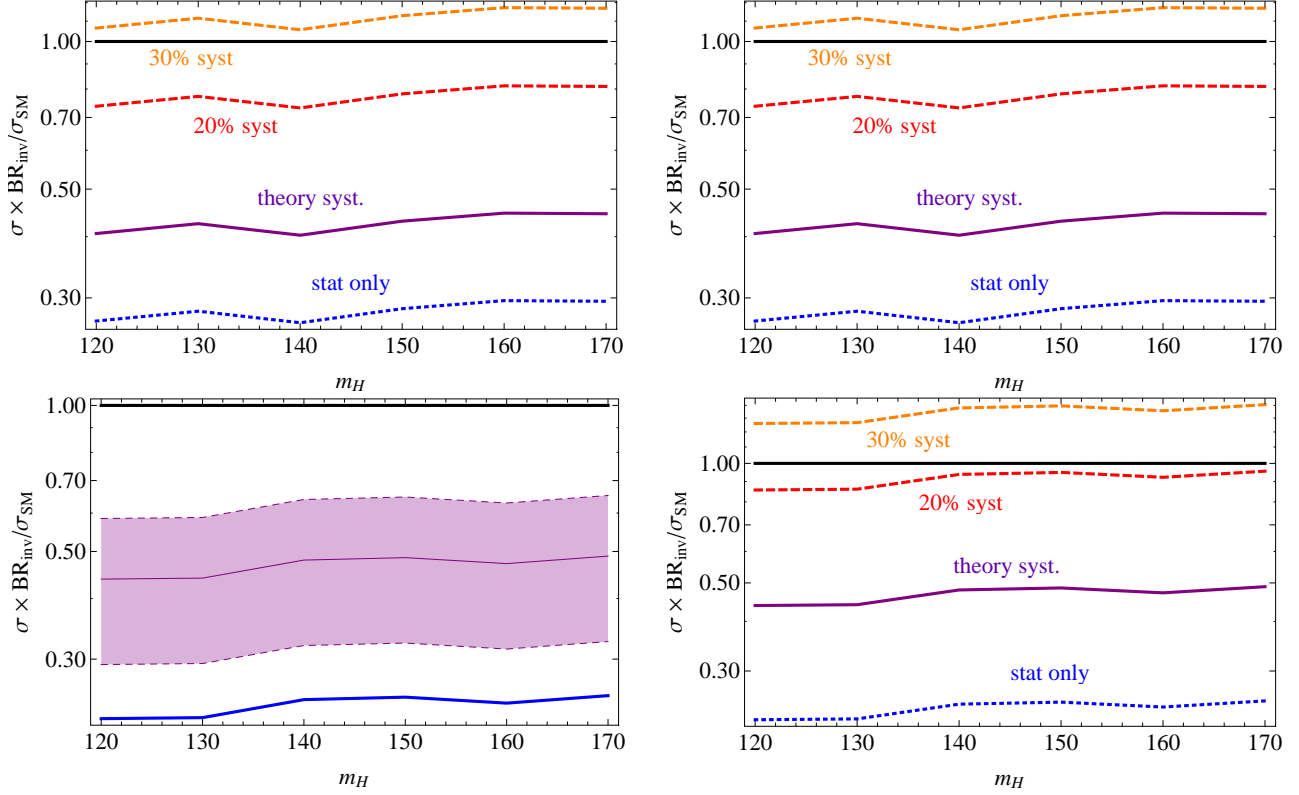 1.00
30% syst
0.70
20% syst
σ × BR_inv/σ_SM
0.50
theory syst.
stat only
0.30
120 130 140 150 160 170
m_H
1.00
30% syst
0.70
20% syst
σ × BR_inv/σ_SM
0.50
theory syst.
stat only
0.30
120 130 140 150 160 170
m_H
1.00
0.70
σ × BR_inv/σ_SM
0.50
0.30
120 130 140 150 160 170
m_H
30% syst
1.00
20% syst
0.70
σ × BR_inv/σ_SM
theory syst.
0.50
0.30
stat only
120 130 140 150 160 170
m_H